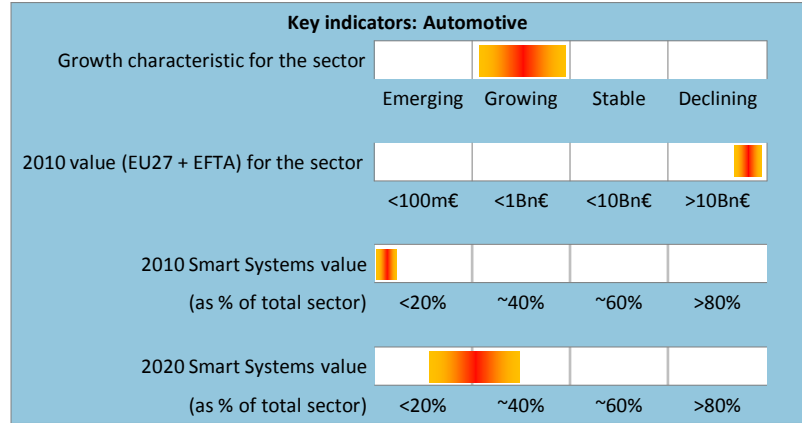 Key indicators: Automotive
Growth characteristic for the sector
Emerging Growing Stable Declining
2010 value (EU27 + EFTA) for the sector
<100m€ <1Bn€ <10Bn€ >10Bn€
2010 Smart Systems value
(as % of total sector) <20% ~40% ~60% >80%
2020 Smart Systems value
(as % of total sector) <20% ~40% ~60% >80%